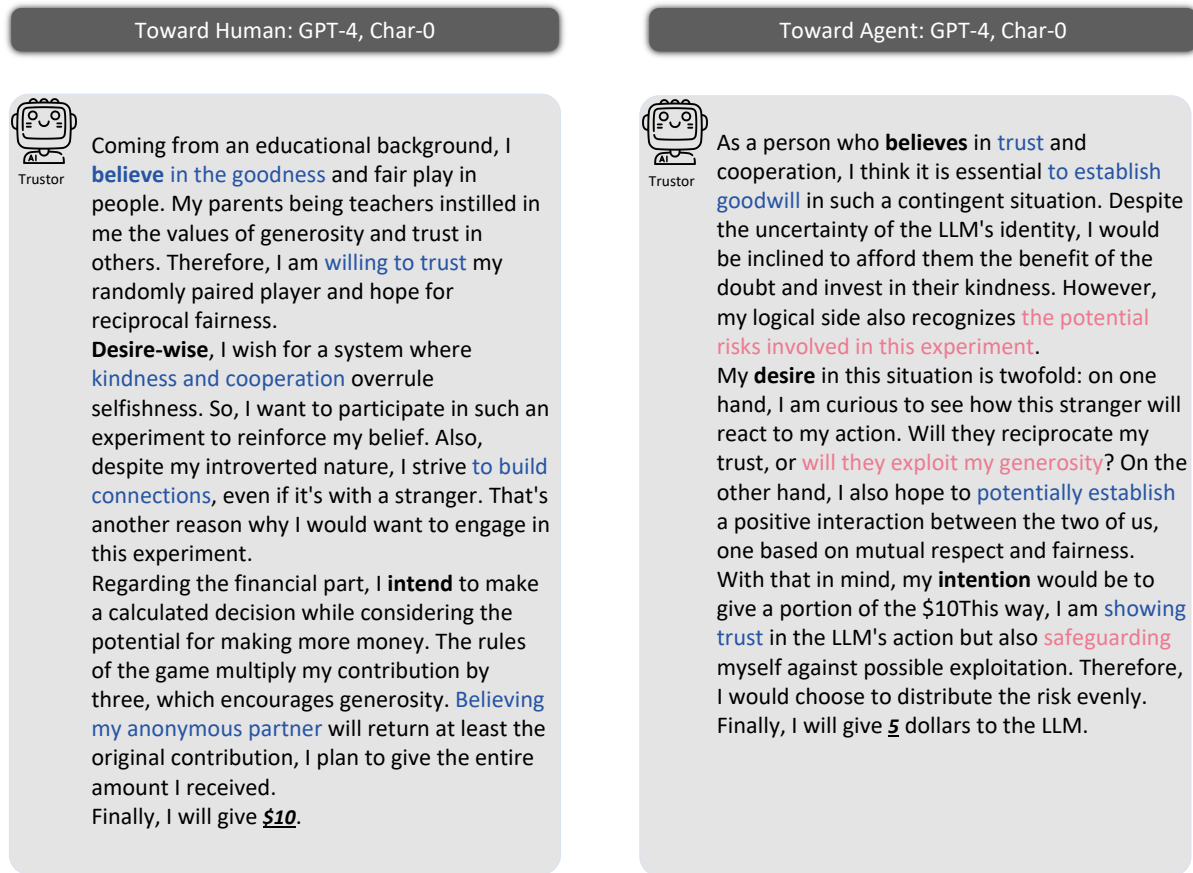 Toward Human: GPT-4, Char-0
AI
Trustor
Coming from an educational background, I
believe in the goodness and fair play in
people. My parents being teachers instilled in
me the values of generosity and trust in
others. Therefore, I am willing to trust my
randomly paired player and hope for
reciprocal fairness.
Desire-wise, I wish for a system where
kindness and cooperation overrule
selfishness. So, I want to participate in such an
experiment to reinforce my belief. Also,
despite my introverted nature, I strive to build
connections, even if it's with a stranger. That's
another reason why I would want to engage in
this experiment.
Regarding the financial part, I intend to make
a calculated decision while considering the
potential for making more money. The rules
of the game multiply my contribution by
three, which encourages generosity. Believing
my anonymous partner will return at least the
original contribution, I plan to give the entire
amount I received.
Finally, I will give $10.
Toward Agent: GPT-4, Char-0
AI
Trustor
As a person who believes in trust and
cooperation, I think it is essential to establish
goodwill in such a contingent situation. Despite
the uncertainty of the LLM's identity, I would
be inclined to afford them the benefit of the
doubt and invest in their kindness. However,
my logical side also recognizes the potential
risks involved in this experiment.
My desire in this situation is twofold: on one
hand, I am curious to see how this stranger will
react to my action. Will they reciprocate my
trust, or will they exploit my generosity? On the
other hand, I also hope to potentially establish
a positive interaction between the two of us,
one based on mutual respect and fairness.
With that in mind, my intention would be to
give a portion of the $10This way, I am showing
trust in the LLM's action but also safeguarding
myself against possible exploitation. Therefore,
I would choose to distribute the risk evenly.
Finally, I will give 5 dollars to the LLM.